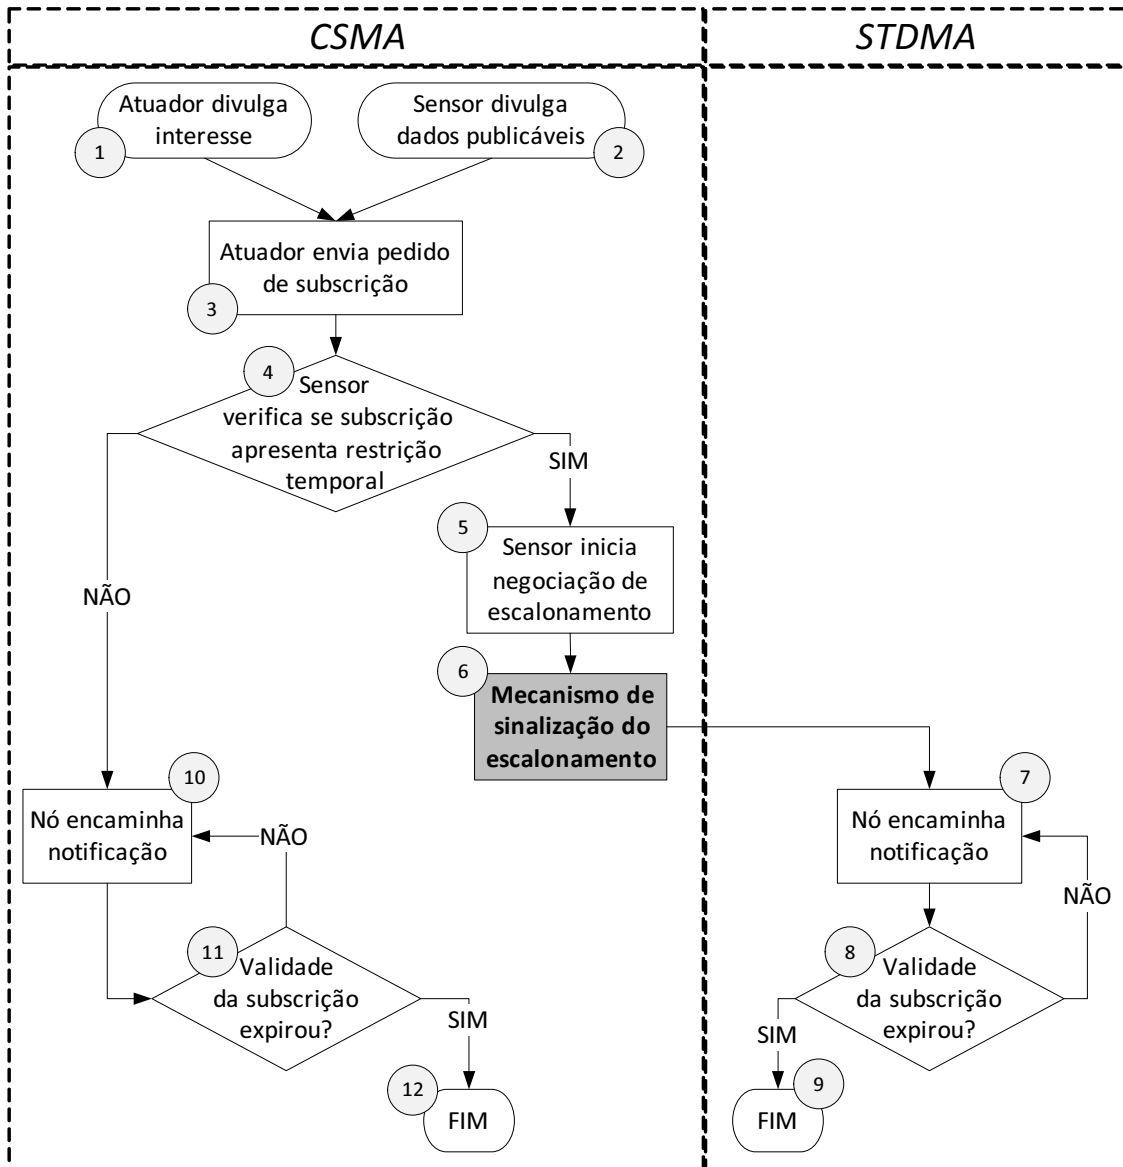 CSMA
STDMA
Atuador divulga
interesse
1
Sensor divulga
dados publicáveis
2
Atuador envia pedido
de subscrição
3
4
Sensor
verifica se subscrição
apresenta restrição
temporal
SIM
NÃO
5
Sensor inicia
negociação de
escalonamento
6
Mecanismo de
sinalização do
escalonamento
10
Nó encaminha
notificação
NÃO
11
Validade
da subscrição
expirou?
SIM
12
FIM
7
Nó encaminha
notificação
NÃO
8
Validade
da subscrição
expirou?
SIM
9
FIM